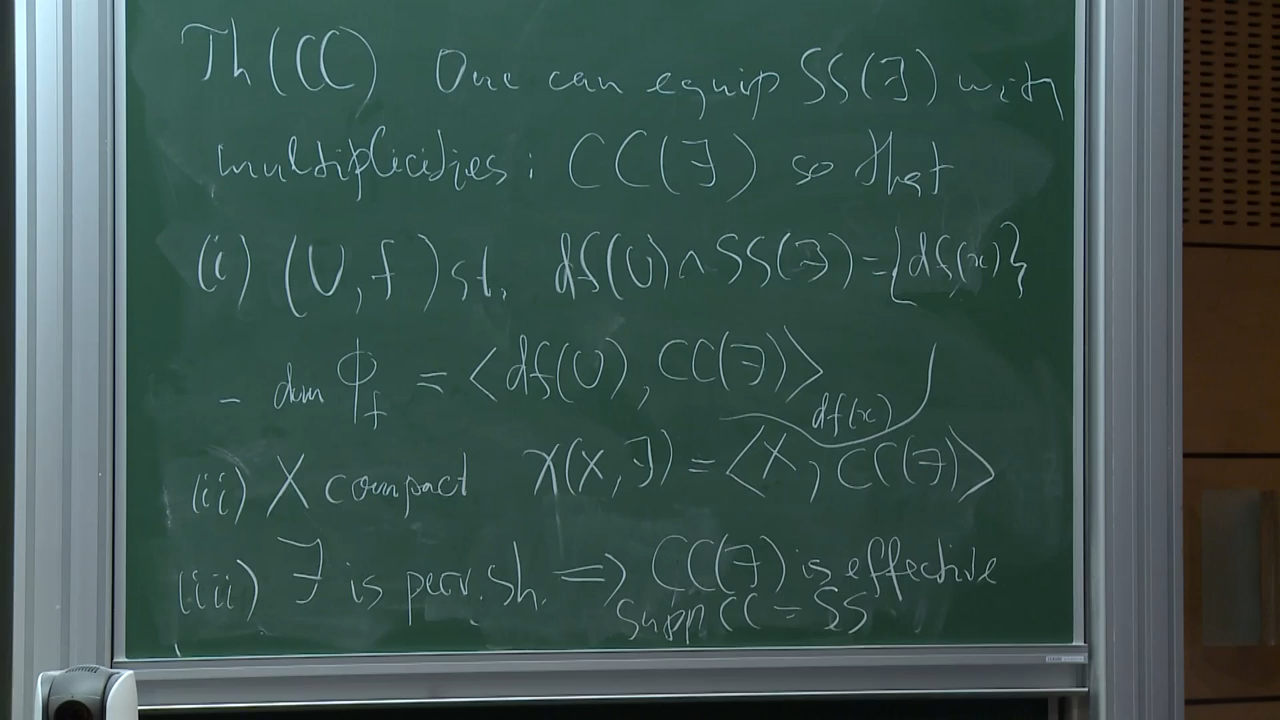 Th (CC) One can equip SS(ℱ) with
multiplicities : CC(ℱ) so that
(i) (U, f) st. df(U) ∩ SS(ℱ) = {df(x)}
- dim ϕ_f = <df(U), CC(ℱ)>_df(x)
(ii) X compact χ(X, ℱ) = <X, CC(ℱ)>
(iii) ℱ is perv. sh. => CC(ℱ) is effective
supp CC = SS